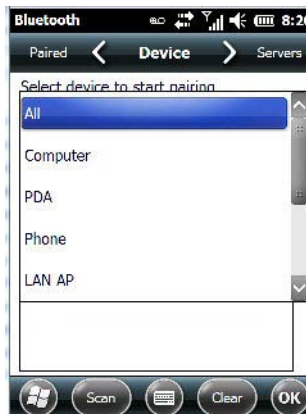 Bluetooth 8:20
Paired Device Servers
Select device to start pairing
All
Computer
PDA
Phone
LAN AP
Scan Clear OK